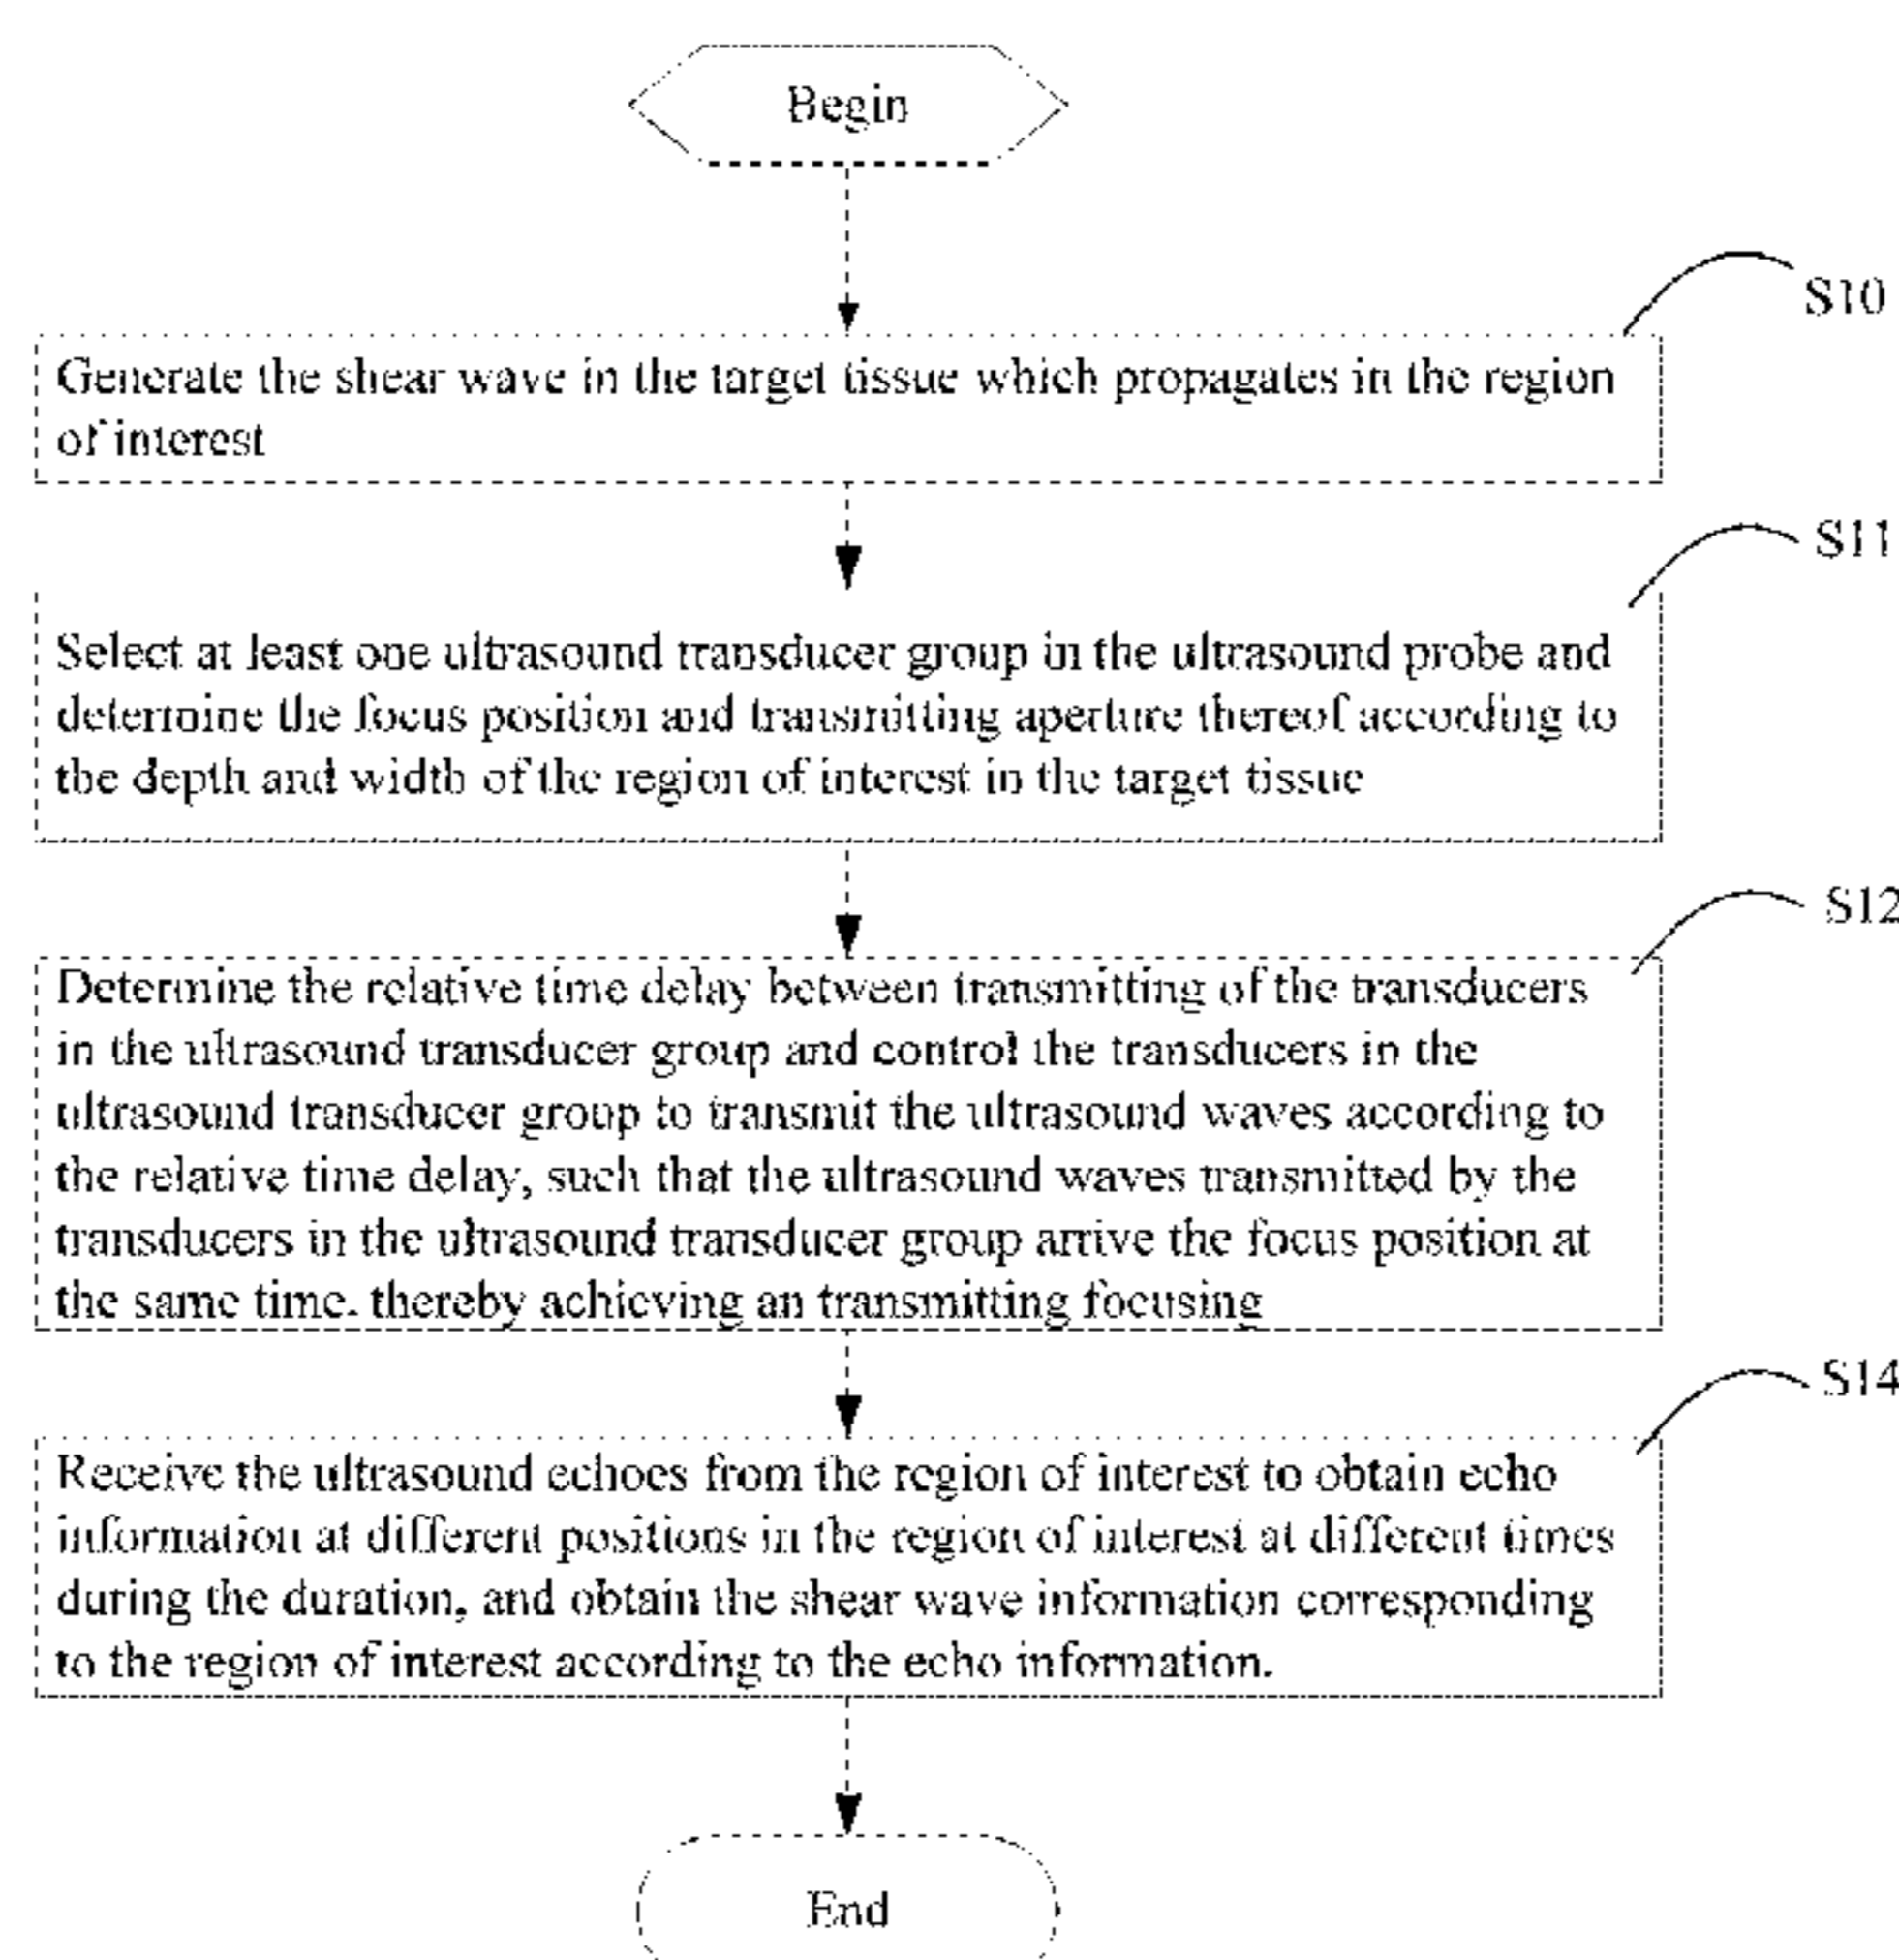 Begin
S10
Generate the shear wave in the target tissue which propagates in the region
of interest
S11
Select at least one ultrasound transducer group in the ultrasound probe and
determine the focus position and transmitting aperture thereof according to
the depth and width of the region of interest in the target tissue
S12
Determine the relative time delay between transmitting of the transducers
in the ultrasound transducer group and control the transducers in the
ultrasound transducer group to transmit the ultrasound waves according to
the relative time delay, such that the ultrasound waves transmitted by the
transducers in the ultrasound transducer group arrive the focus position at
the same time. thereby achieving an transmitting focusing
S14
Receive the ultrasound echoes from the region of interest to obtain echo
information at different positions in the region of interest at different times
during the duration, and obtain the shear wave information corresponding
to the region of interest according to the echo information.
End